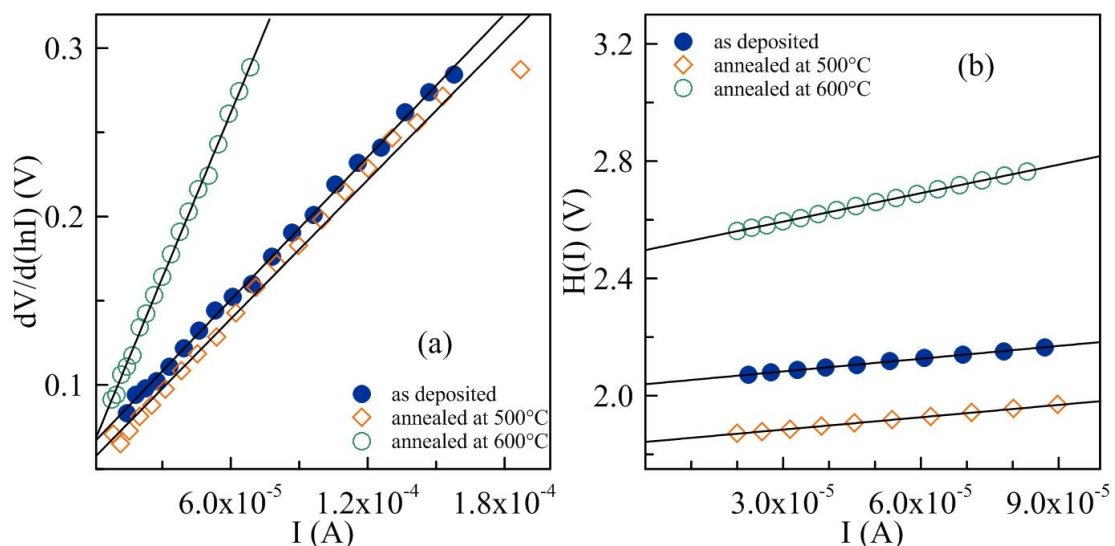 0.3
0.2
0.1
dV/d(lnI) (V)
(a)
as deposited
annealed at 500°C
annealed at 600°C
6.0x10⁻⁵
1.2x10⁻⁴
1.8x10⁻⁴
I (A)
3.2
2.8
2.4
2.0
H(I) (V)
as deposited
annealed at 500°C
annealed at 600°C
(b)
3.0x10⁻⁵
6.0x10⁻⁵
9.0x10⁻⁵
I (A)